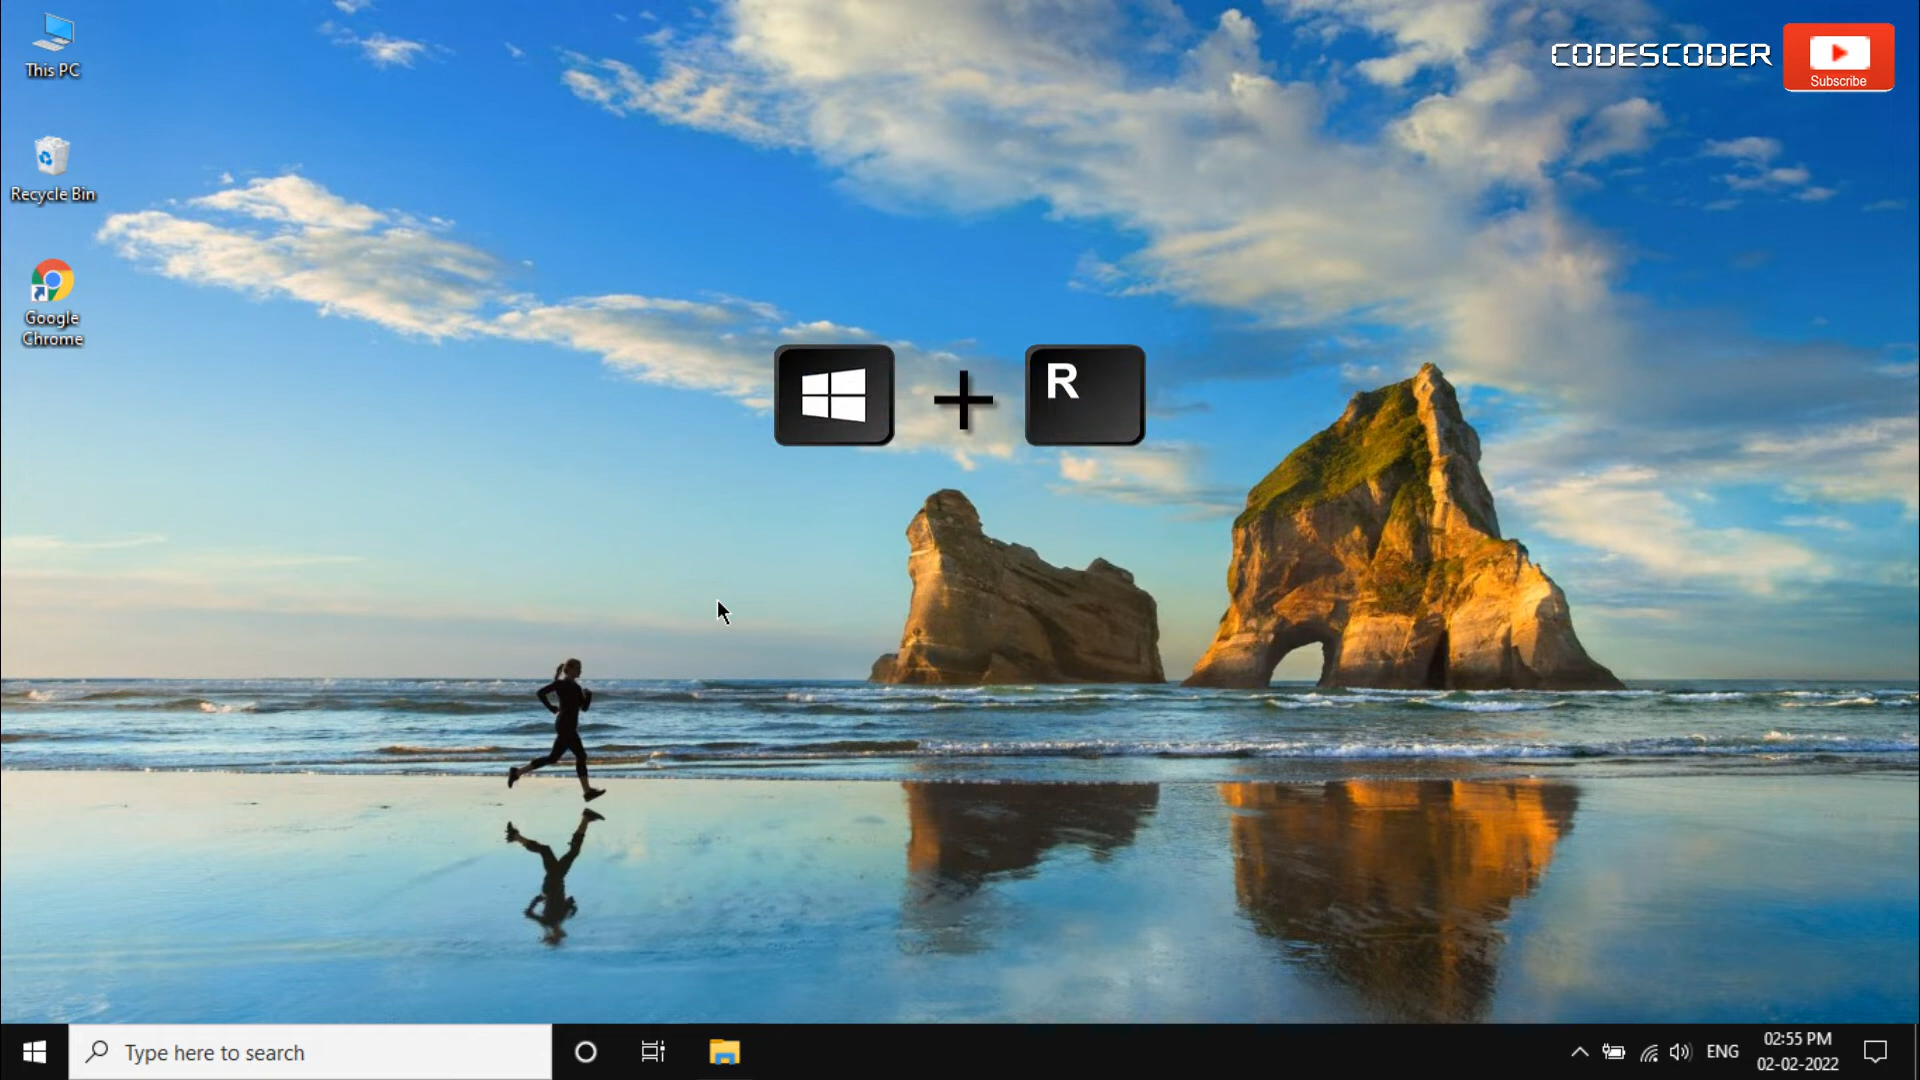 This PC
Recycle Bin
Google
Chrome
CODESCODER
Subscribe
R
Type here to search
ENG
02:55 PM
02-02-2022